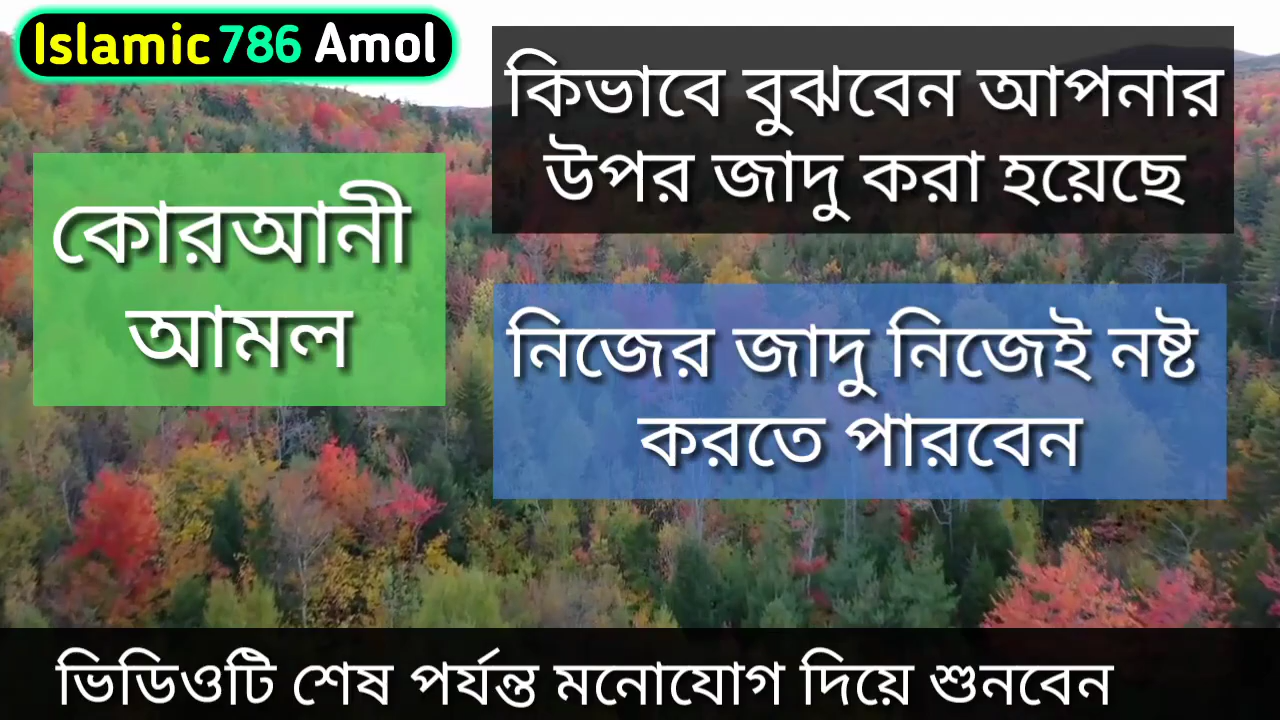 Islamic 786 Amol
কিভাবে বুঝবেন আপনার
উপর জাদু করা হয়েছে
কোরআনী
আমল
নিজের জাদু নিজেই নষ্ট
করতে পারবেন
ভিডিওটি শেষ পর্যন্ত মনোযোগ দিয়ে শুনবেন